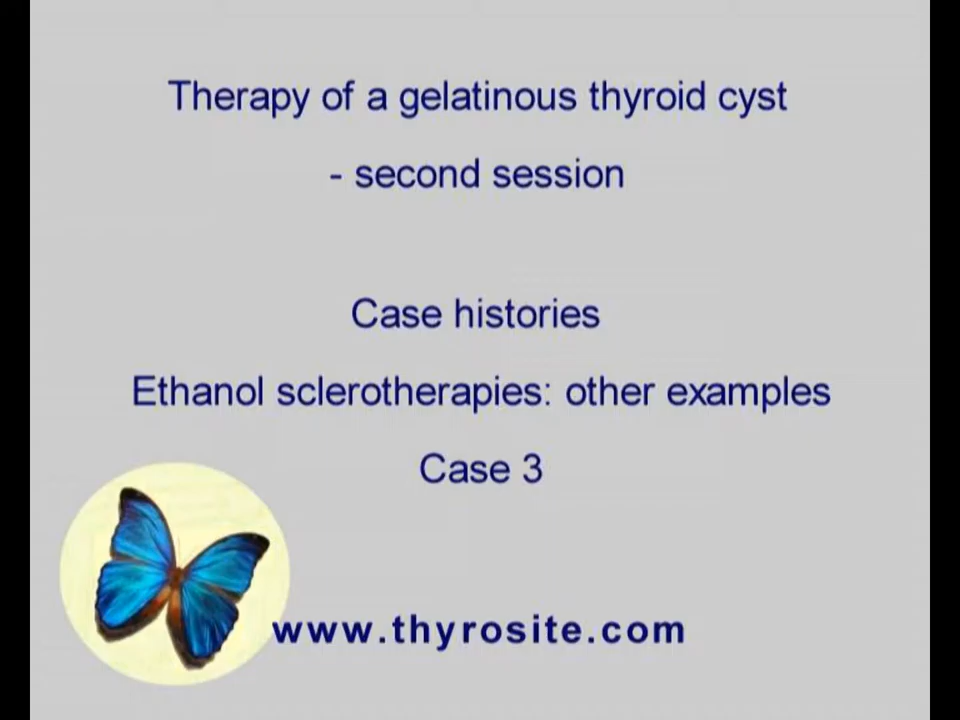 Therapy of a gelatinous thyroid cyst
- second session
Case histories
Ethanol sclerotherapies: other examples
Case 3
www.thyrosite.com